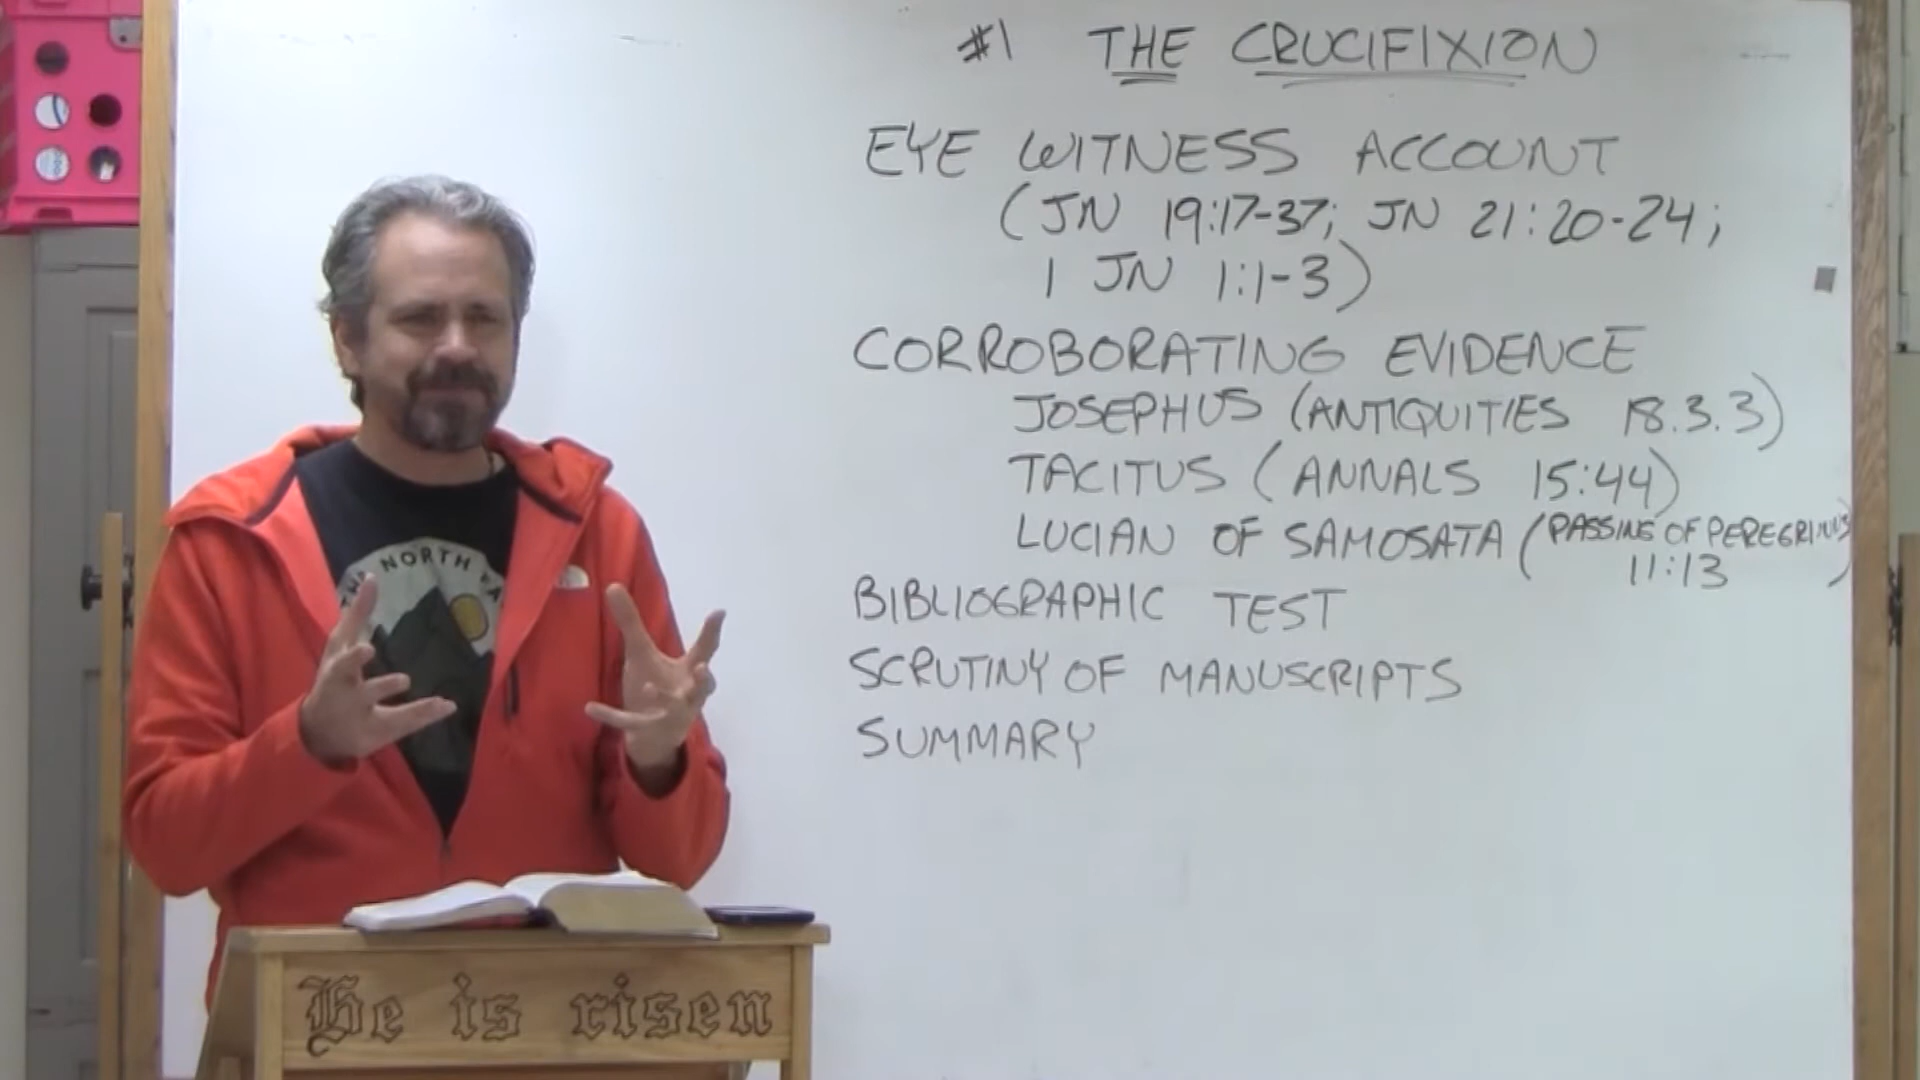 #1 THE CRUCIFIXION
EYE WITNESS ACCOUNT
(JN 19:17-37; JN 21:20-24;
1 JN 1:1-3)
CORROBORATING EVIDENCE
JOSEPHUS (ANTIQUITIES 18.3.3)
TACITUS (ANNALS 15:44)
LUCIAN OF SAMOSATA (PASSING OF PEREGRINUS
11:13)
BIBLIOGRAPHIC TEST
SCRUTINY OF MANUSCRIPTS
SUMMARY
NORTH
He is risen